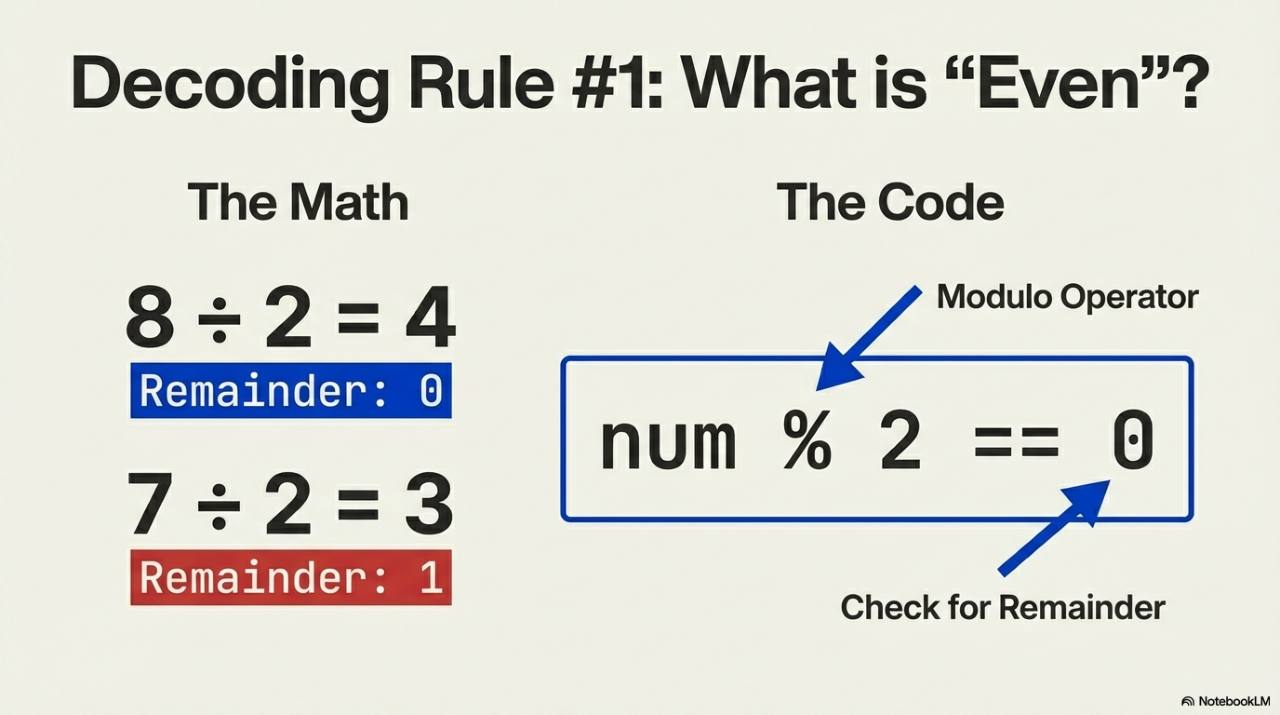 Decoding Rule #1: What is “Even”?
The Math
8 ÷ 2 = 4
Remainder: 0
7 ÷ 2 = 3
Remainder: 1
The Code
Modulo Operator
num % 2 == 0
Check for Remainder
NotebookLM